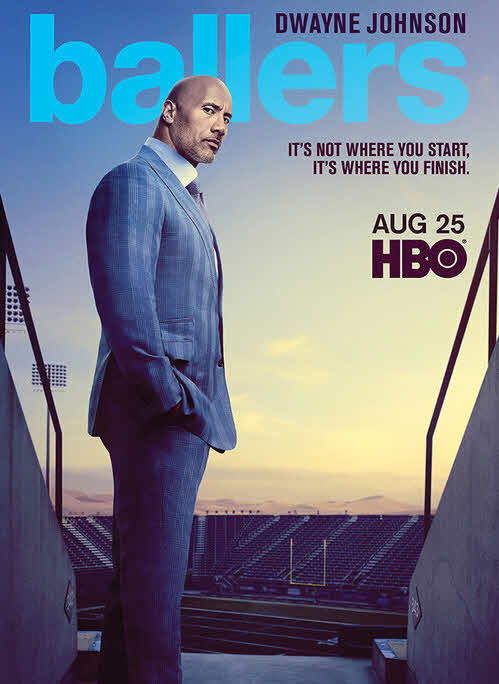 DWAYNE JOHNSON
ballers
IT'S NOT WHERE YOU START,
IT'S WHERE YOU FINISH.
AUG 25
HBO®